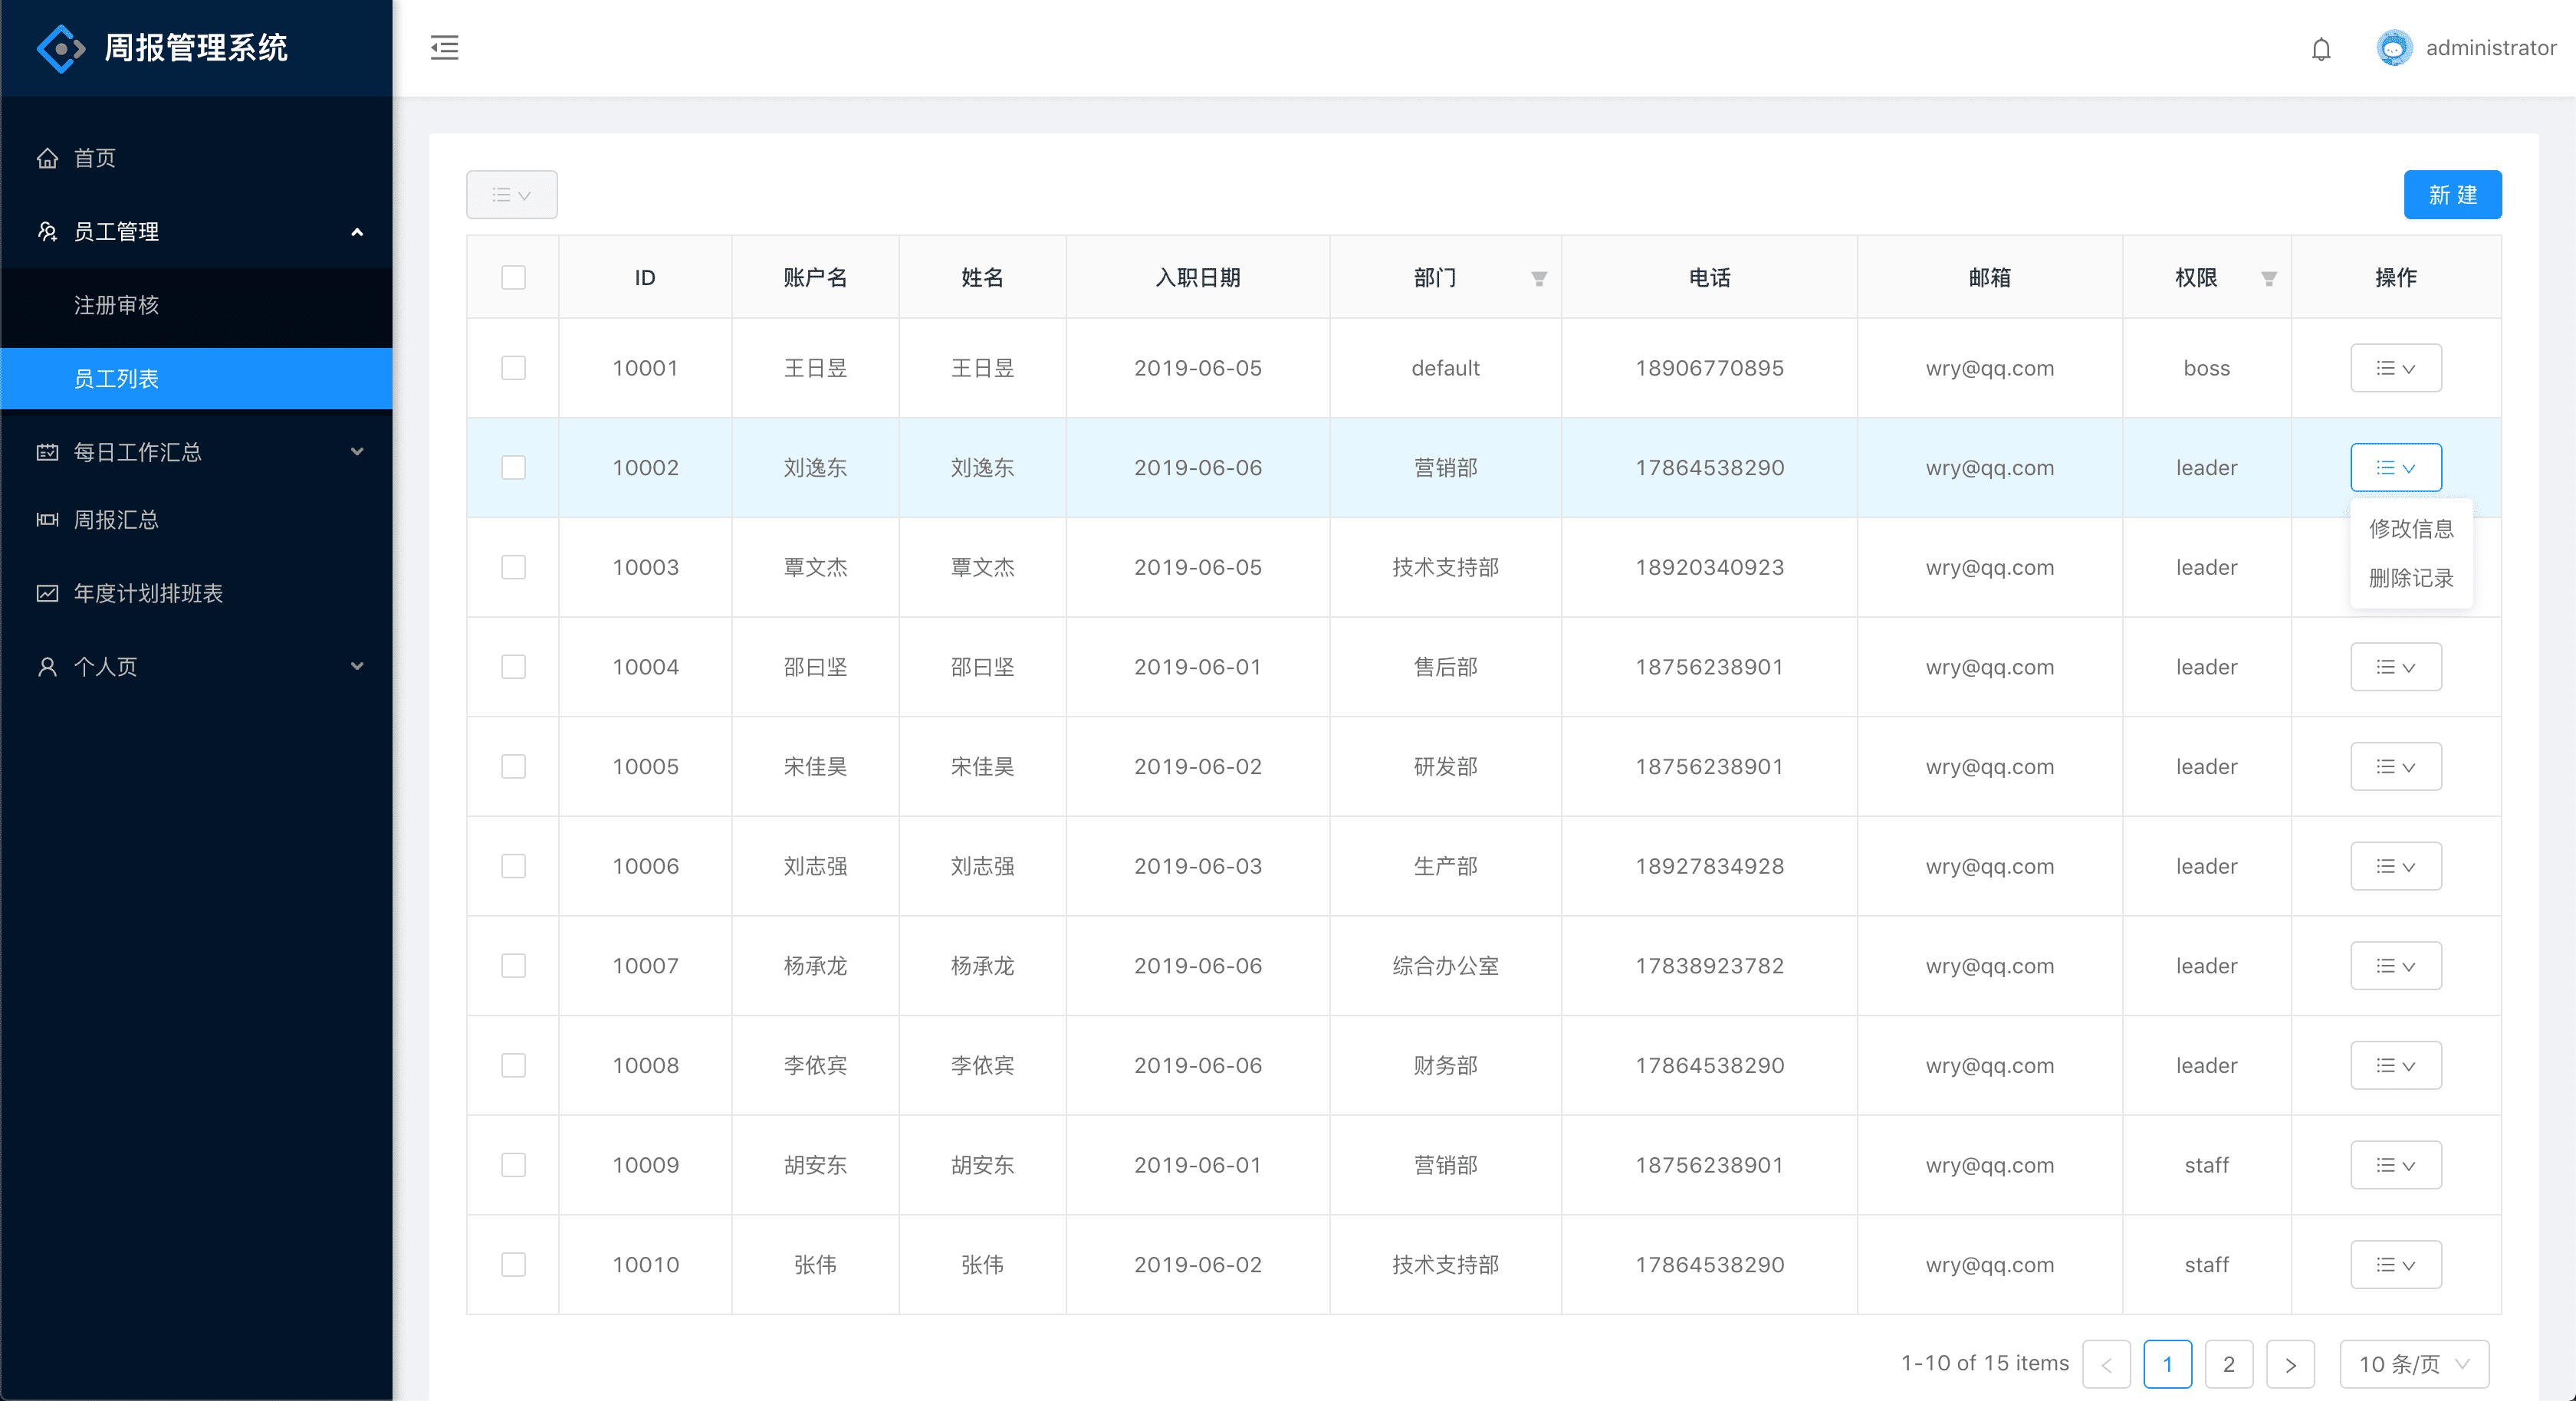 周报管理系统
administrator
首页
员工管理
注册审核
员工列表
每日工作汇总
周报汇总
年度计划排班表
个人页
新 建
ID 账户名 姓名 入职日期 部门 电话 邮箱 权限 操作
10001 王日昱 王日昱 2019-06-05 default 18906770895 wry@qq.com boss
10002 刘逸东 刘逸东 2019-06-06 营销部 17864538290 wry@qq.com leader
修改信息
删除记录
10003 覃文杰 覃文杰 2019-06-05 技术支持部 18920340923 wry@qq.com leader
10004 邵曰坚 邵曰坚 2019-06-01 售后部 18756238901 wry@qq.com leader
10005 宋佳昊 宋佳昊 2019-06-02 研发部 18756238901 wry@qq.com leader
10006 刘志强 刘志强 2019-06-03 生产部 18927834928 wry@qq.com leader
10007 杨承龙 杨承龙 2019-06-06 综合办公室 17838923782 wry@qq.com leader
10008 李依宾 李依宾 2019-06-06 财务部 17864538290 wry@qq.com leader
10009 胡安东 胡安东 2019-06-01 营销部 18756238901 wry@qq.com staff
10010 张伟 张伟 2019-06-02 技术支持部 17864538290 wry@qq.com staff
1-10 of 15 items < 1 2 > 10 条/页